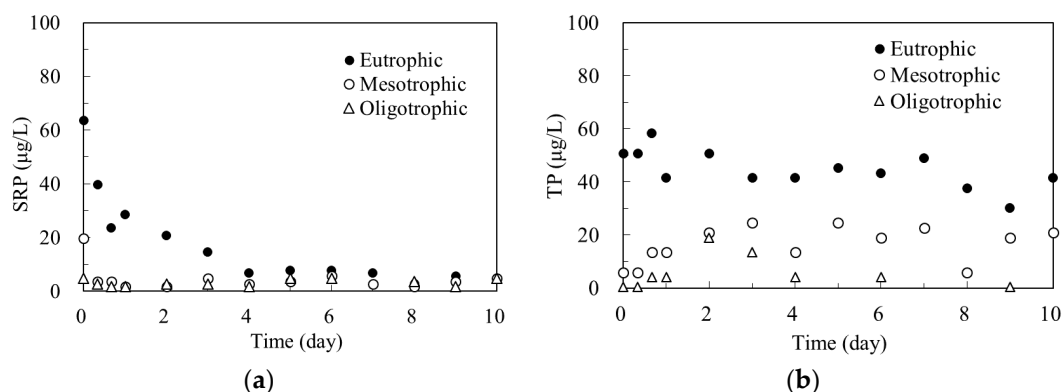 100
80
60
40
20
0
SRP (µg/L)
Eutrophic
Mesotrophic
Oligotrophic
0 2 4 6 8 10
Time (day)
(a)
100
80
60
40
20
0
TP (µg/L)
Eutrophic
Mesotrophic
Oligotrophic
0 2 4 6 8 10
Time (day)
(b)